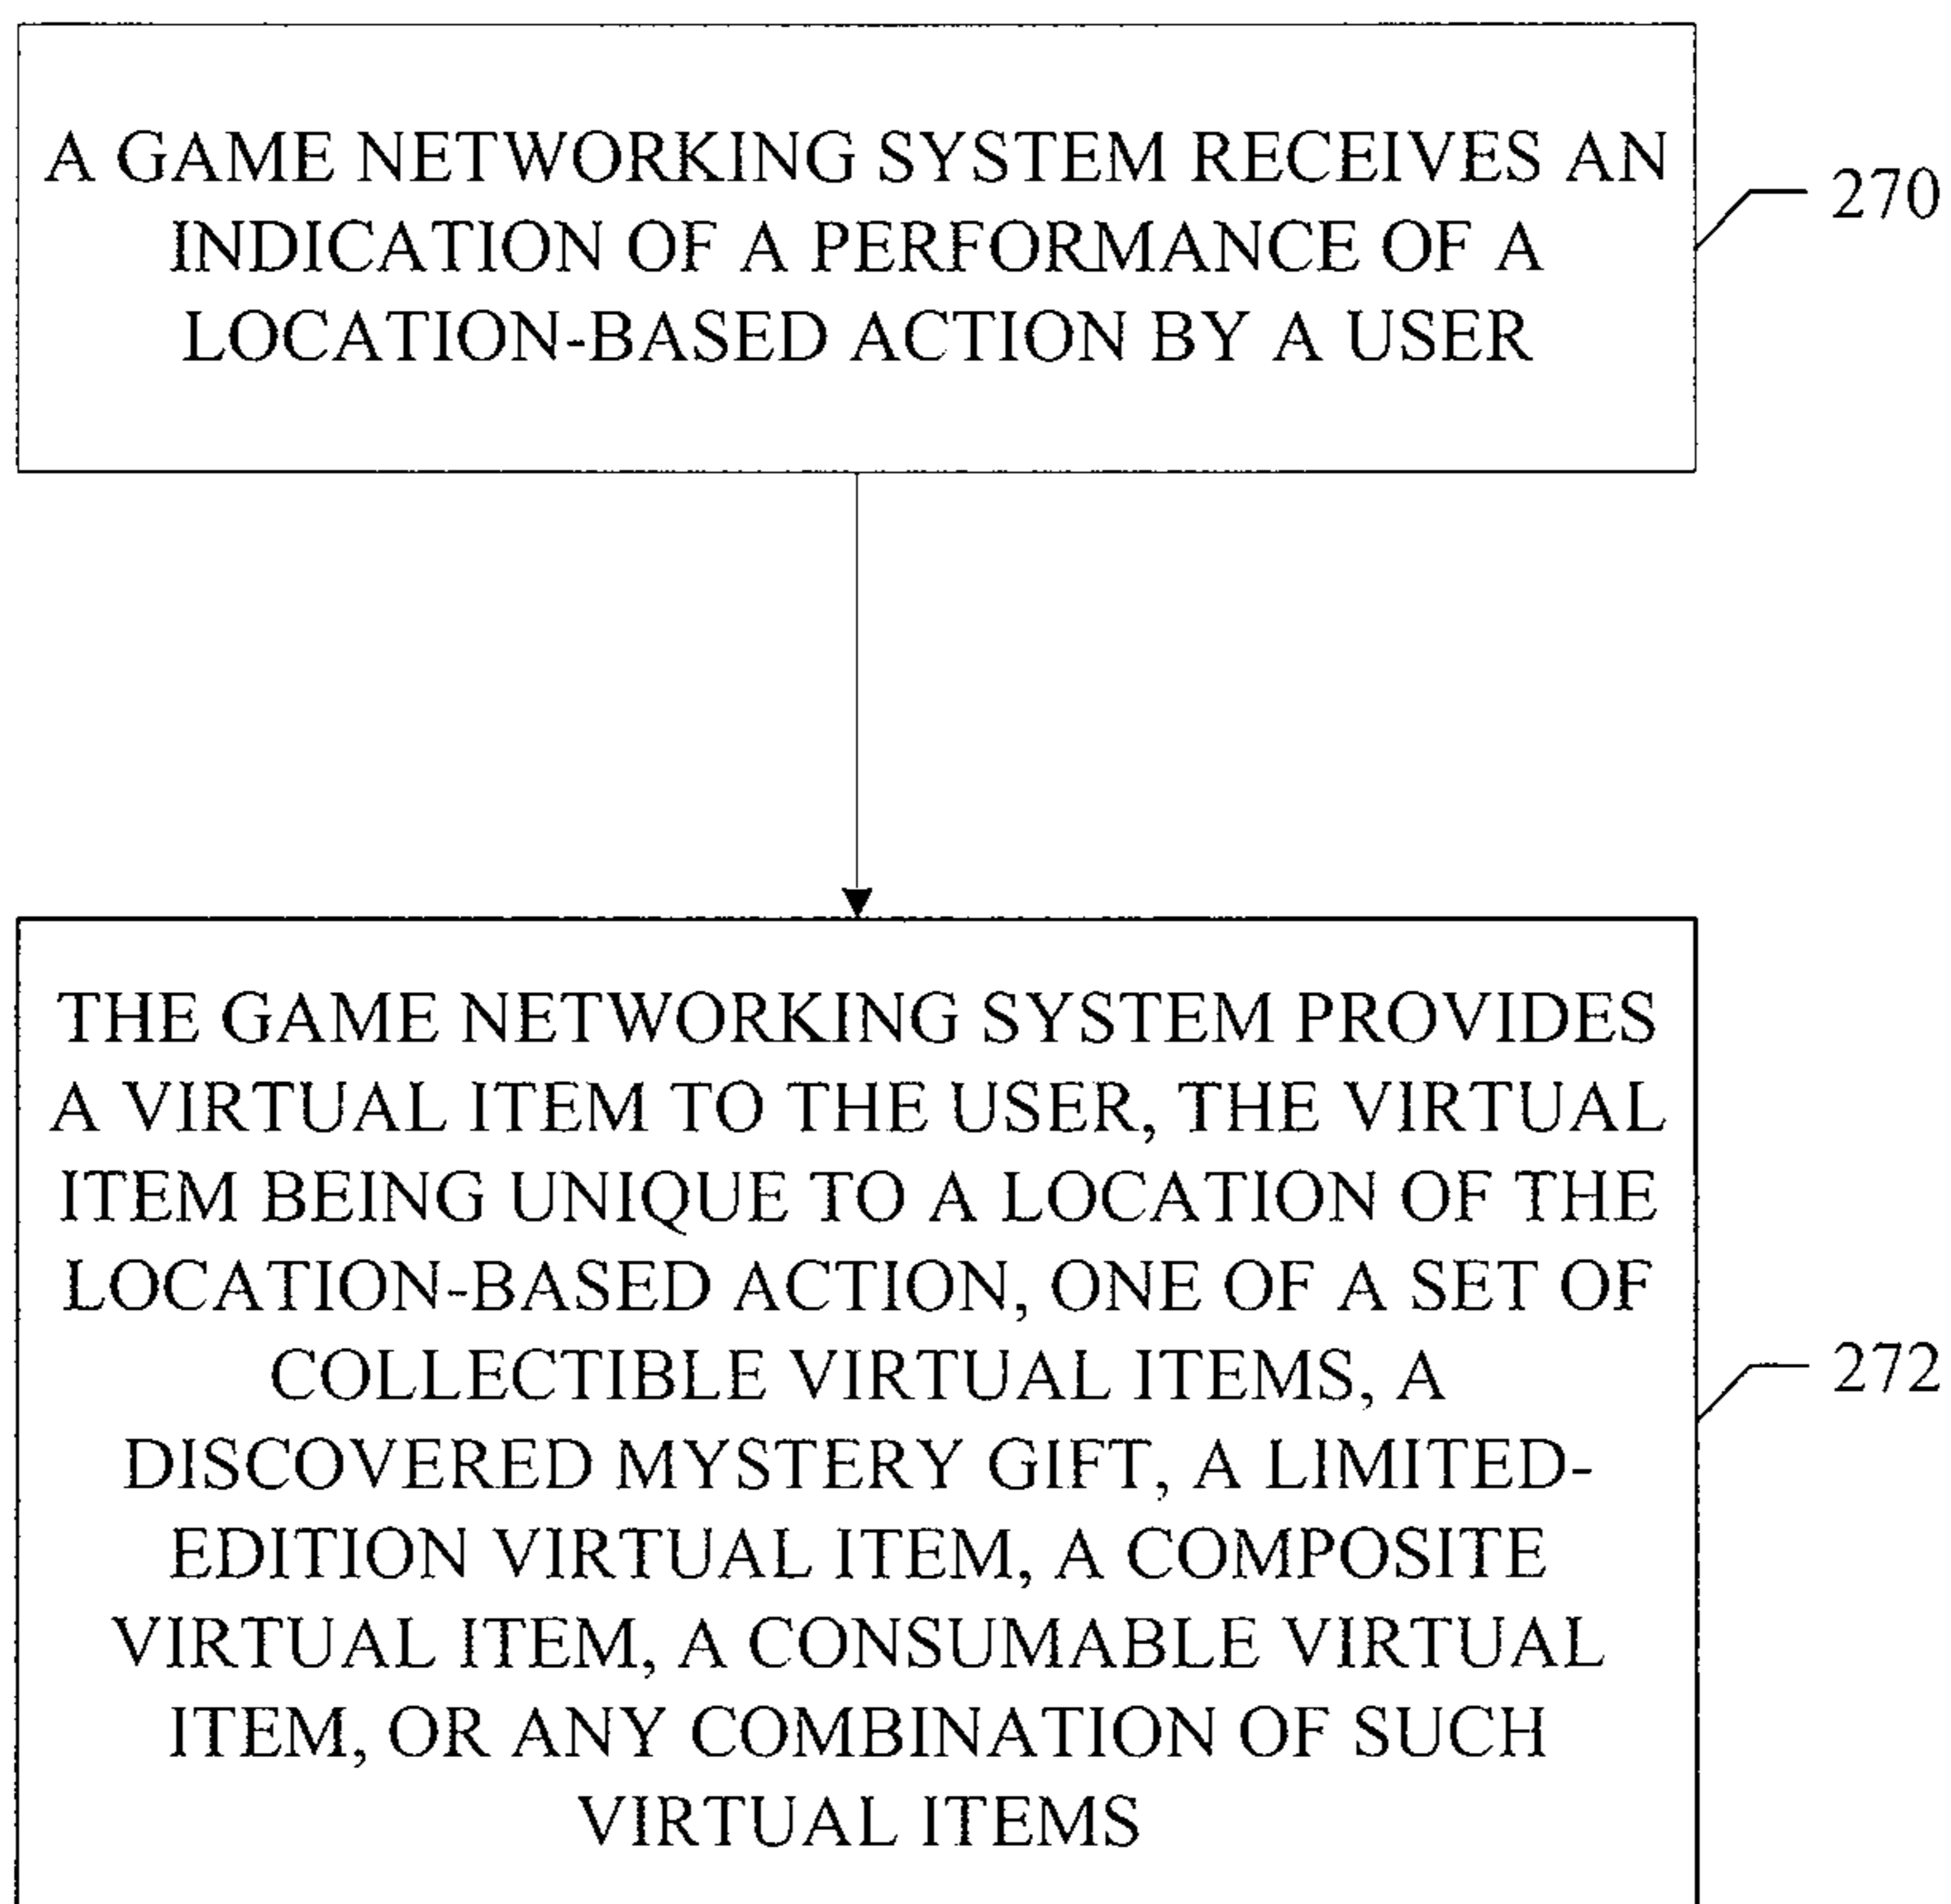 A GAME NETWORKING SYSTEM RECEIVES AN
INDICATION OF A PERFORMANCE OF A
LOCATION-BASED ACTION BY A USER
270
THE GAME NETWORKING SYSTEM PROVIDES
A VIRTUAL ITEM TO THE USER, THE VIRTUAL
ITEM BEING UNIQUE TO A LOCATION OF THE
LOCATION-BASED ACTION, ONE OF A SET OF
COLLECTIBLE VIRTUAL ITEMS, A
DISCOVERED MYSTERY GIFT, A LIMITED-
EDITION VIRTUAL ITEM, A COMPOSITE
VIRTUAL ITEM, A CONSUMABLE VIRTUAL
ITEM, OR ANY COMBINATION OF SUCH
VIRTUAL ITEMS
272